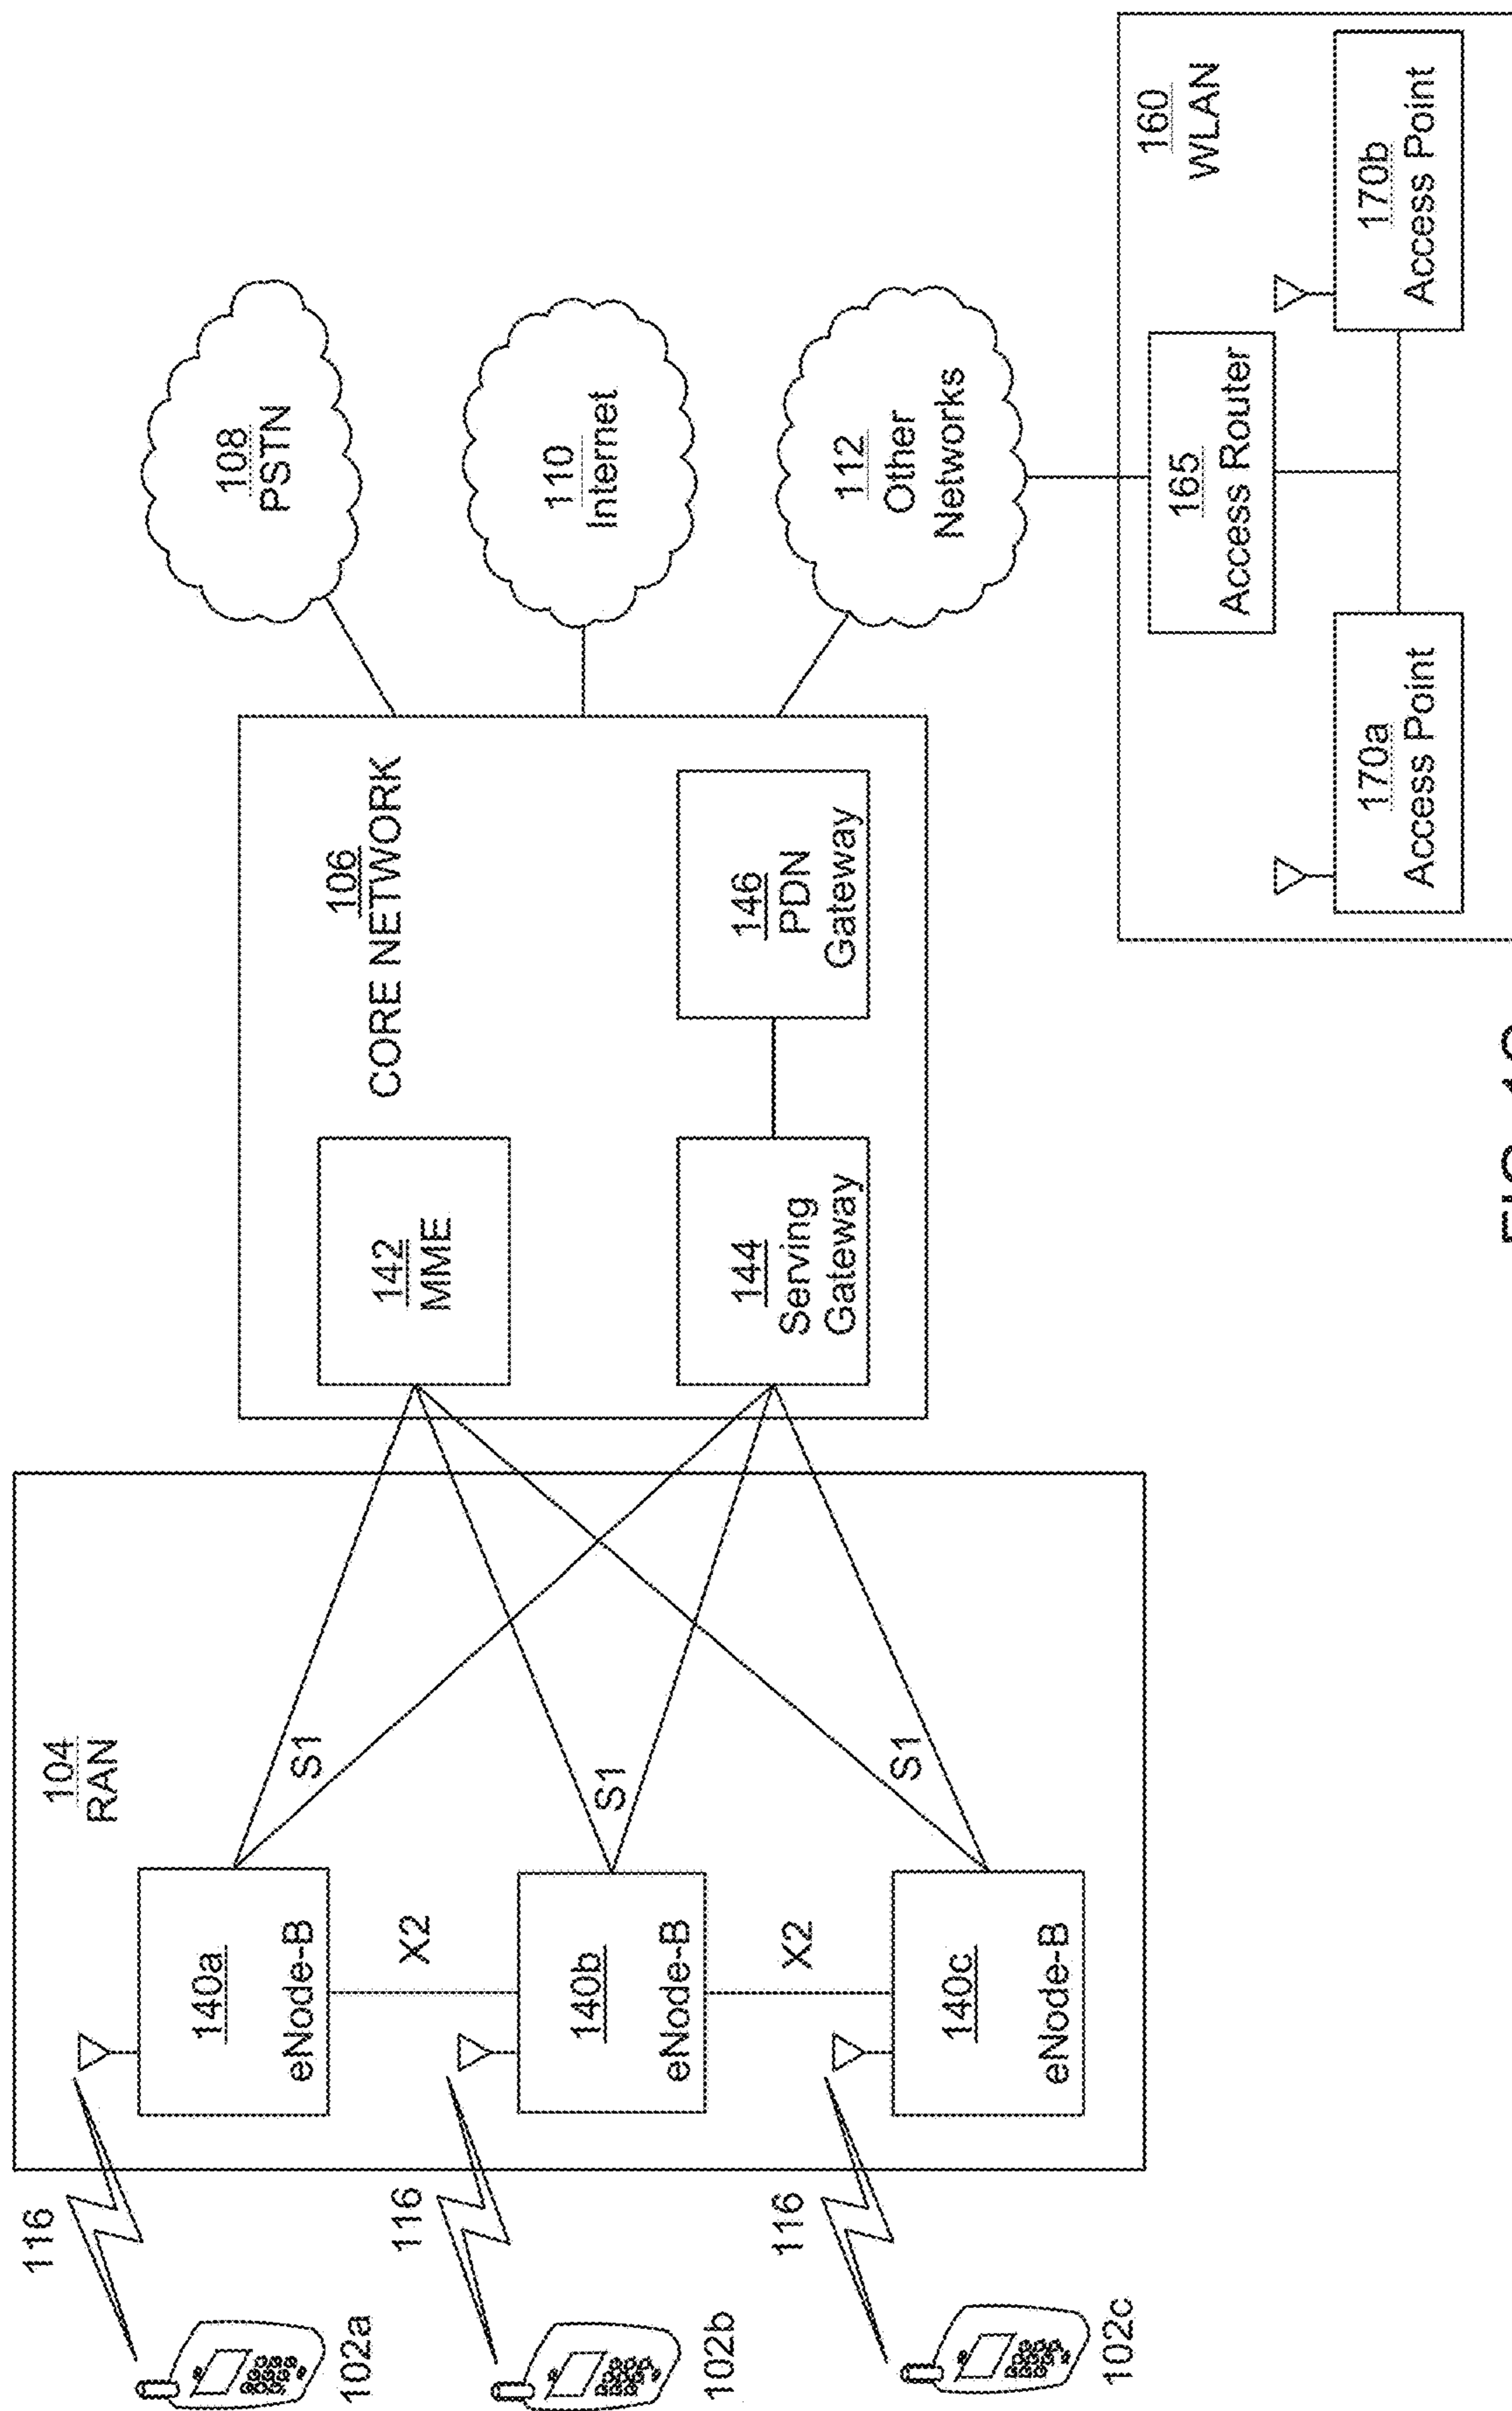 116
102a
116
102b
116
102c
104
RAN
140a
eNode-B
X2
140b
eNode-B
X2
140c
eNode-B
S1
S1
S1
106
CORE NETWORK
142
MME
144
Serving
Gateway
146
PDN
Gateway
108
PSTN
110
Internet
112
Other
Networks
160
WLAN
165
Access Router
170a
Access Point
170b
Access Point